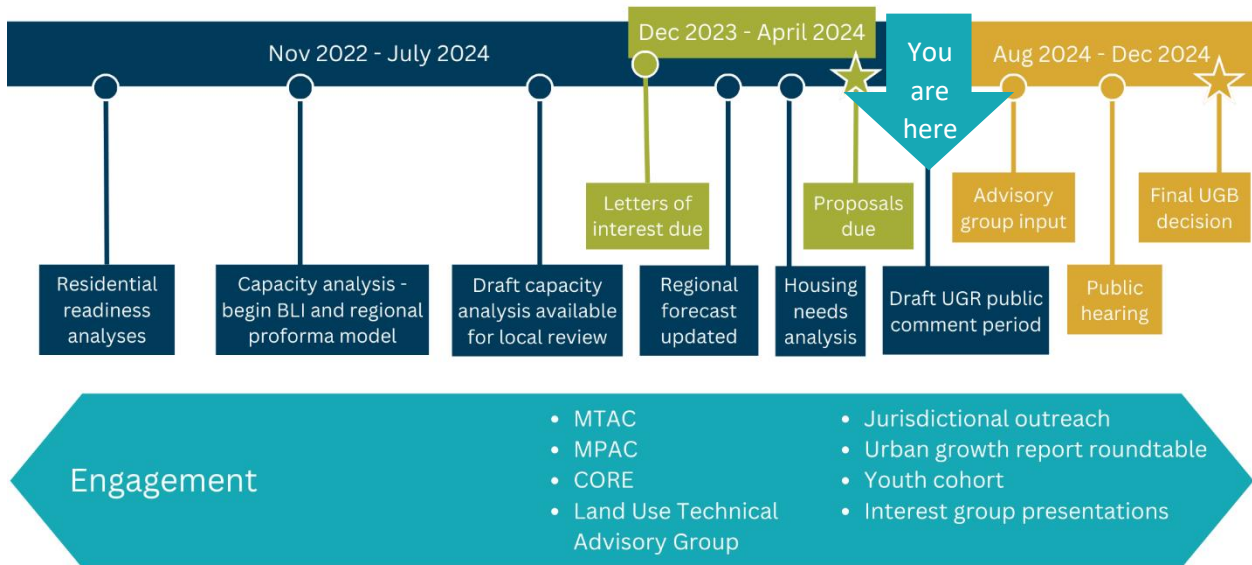 Nov 2022 - July 2024
Dec 2023 - April 2024
You
are
here
Aug 2024 - Dec 2024
Letters of
interest due
Proposals
due
Advisory
group input
Final UGB
decision
Residential
readiness
analyses
Capacity analysis -
begin BLI and regional
proforma model
Draft capacity
analysis available
for local review
Regional
forecast
updated
Housing
needs
analysis
Draft UGR public
comment period
Public
hearing
Engagement
• MTAC
• MPAC
• CORE
• Land Use Technical
Advisory Group
• Jurisdictional outreach
• Urban growth report roundtable
• Youth cohort
• Interest group presentations